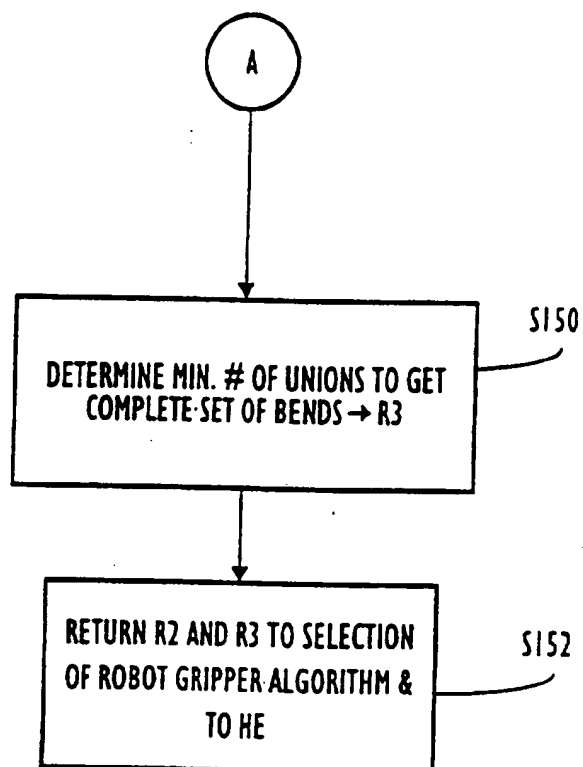 A
DETERMINE MIN. # OF UNIONS TO GET
COMPLETE SET OF BENDS → R3
S150
RETURN R2 AND R3 TO SELECTION
OF ROBOT GRIPPER ALGORITHM &
TO HE
S152